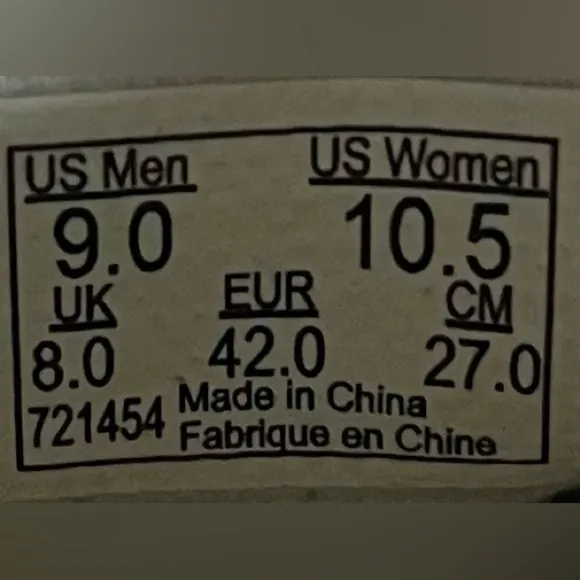 US Men US Women
9.0 10.5
UK EUR CM
8.0 42.0 27.0
721454 Made in China
Fabrique en Chine